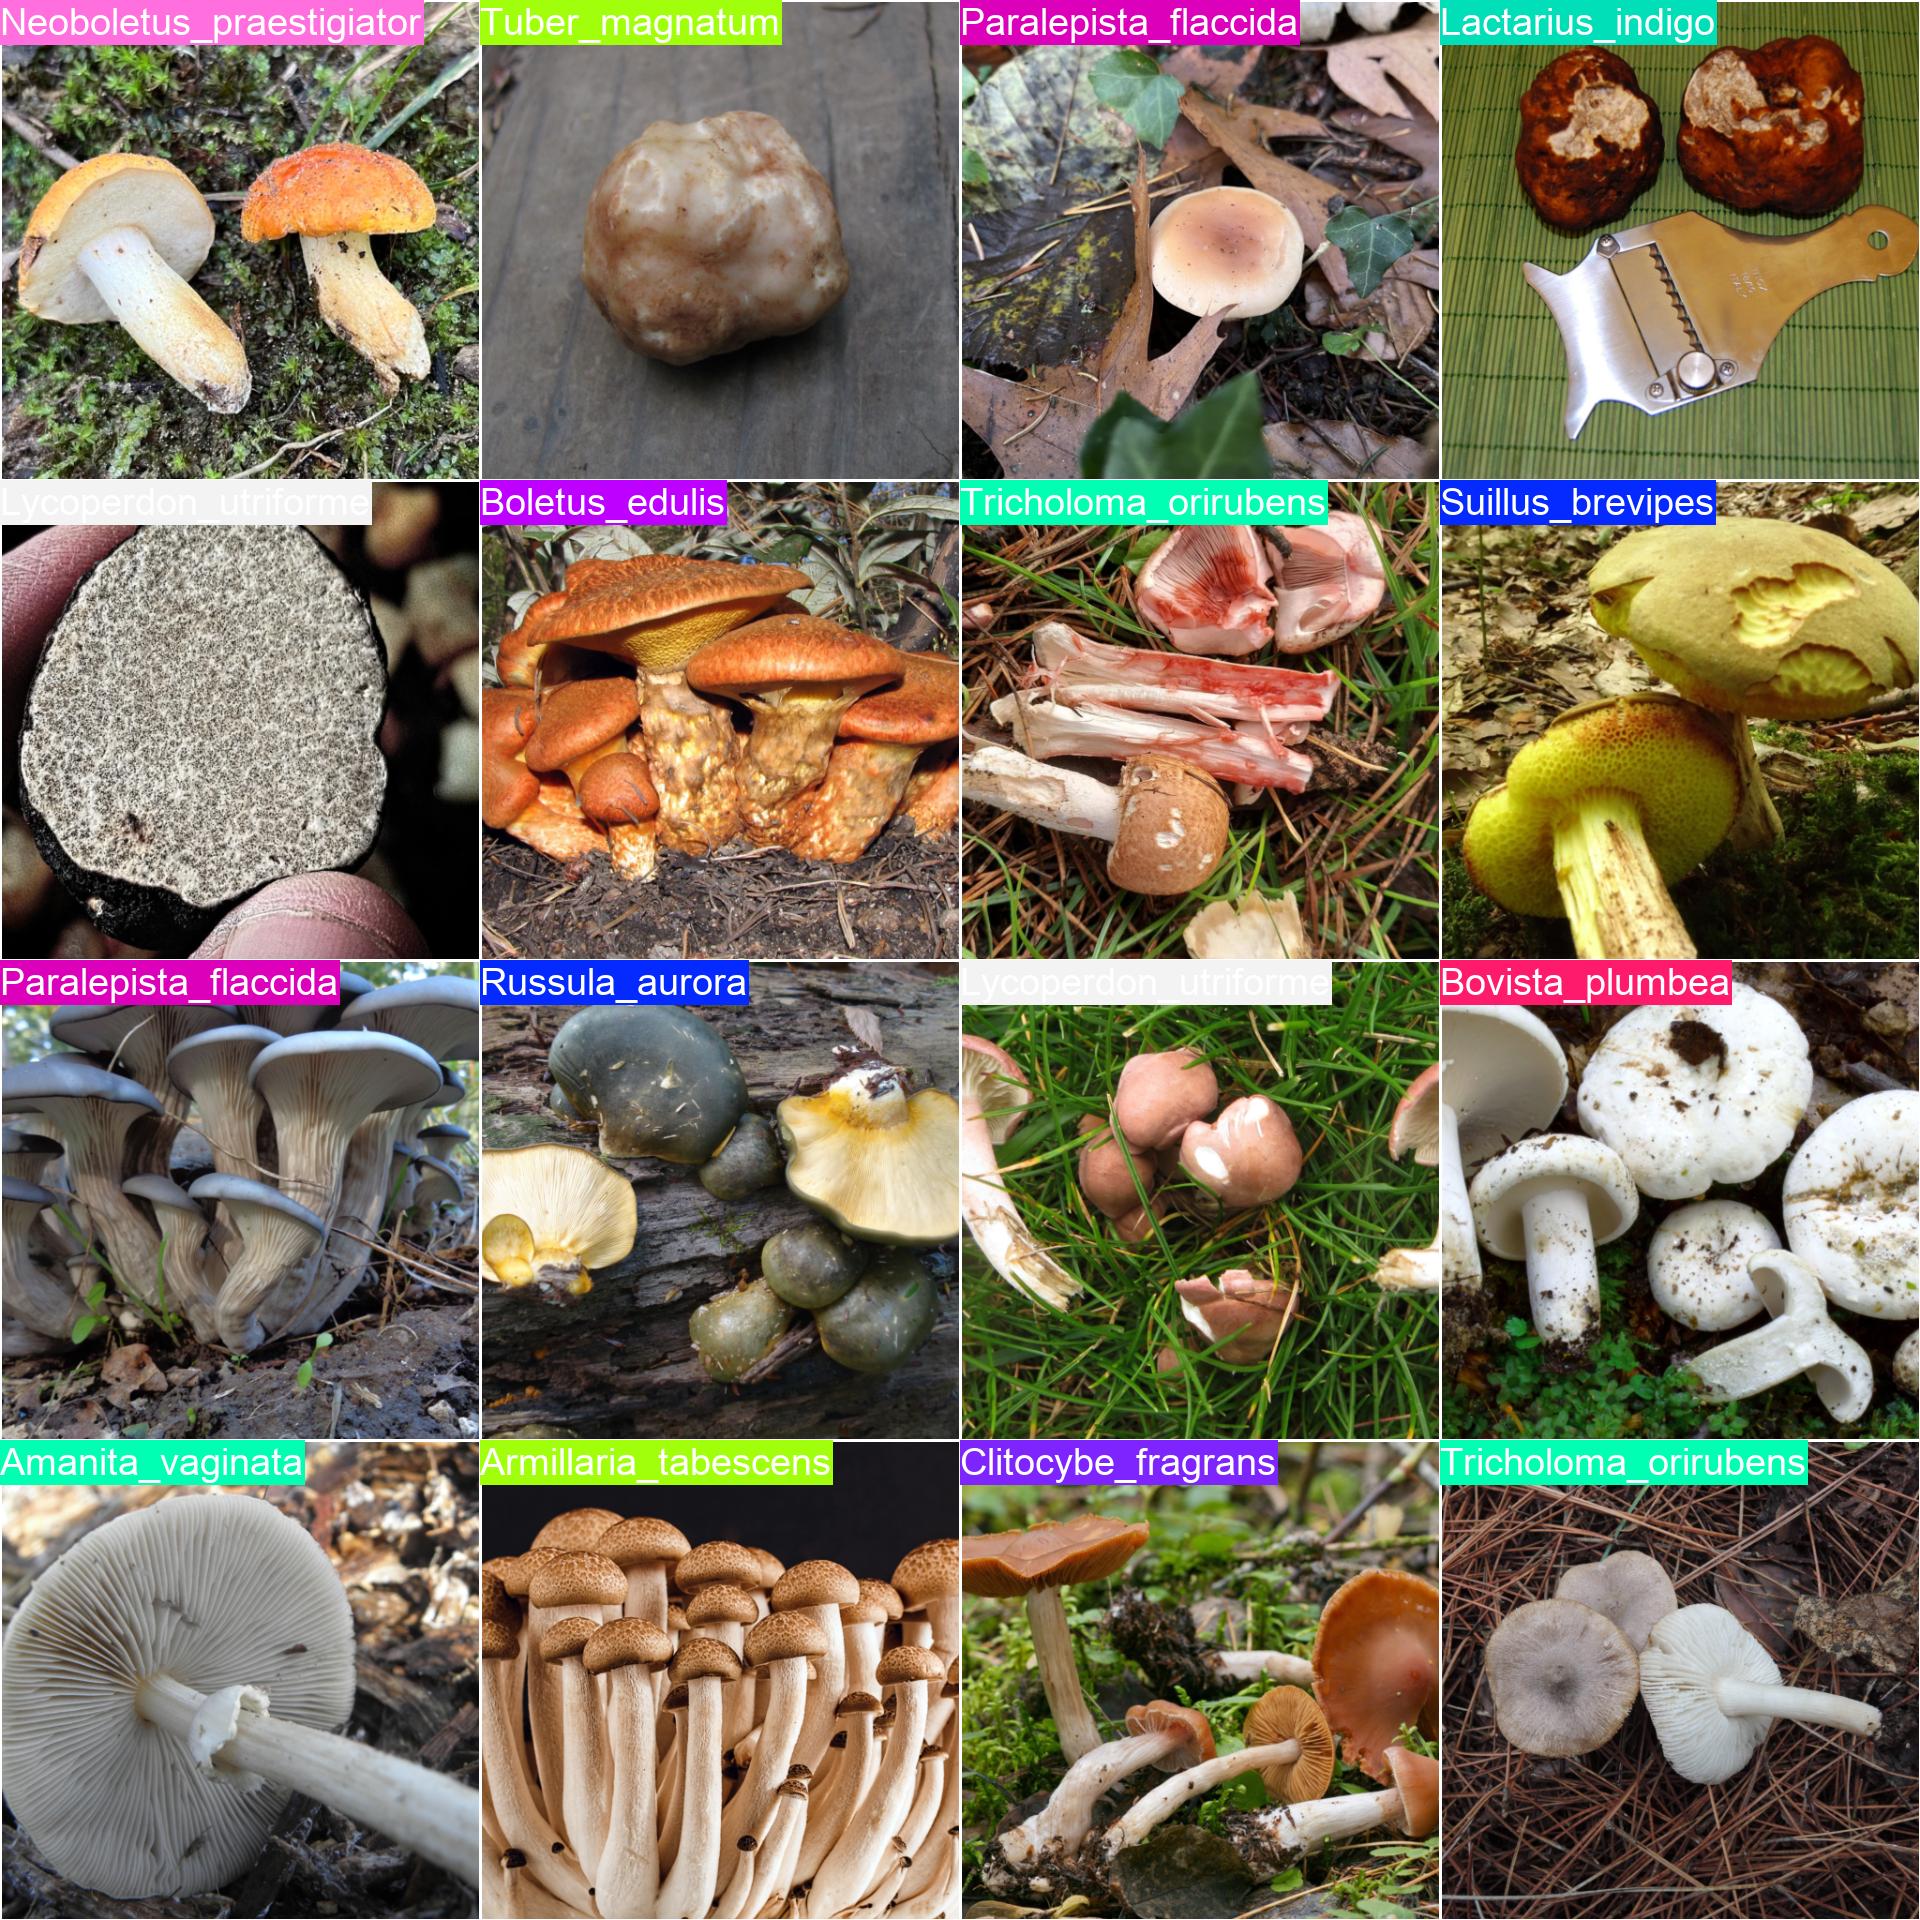 Neoboletus_praestigiator
Tuber_magnatum
Paralepista_flaccida
Lactarius_indigo
Lycoperdon_utriforme
Boletus_edulis
Tricholoma_orirubens
Suillus_brevipes
Paralepista_flaccida
Russula_aurora
Lycoperdon_utriforme
Bovista_plumbea
Amanita_vaginata
Armillaria_tabescens
Clitocybe_fragrans
Tricholoma_orirubens